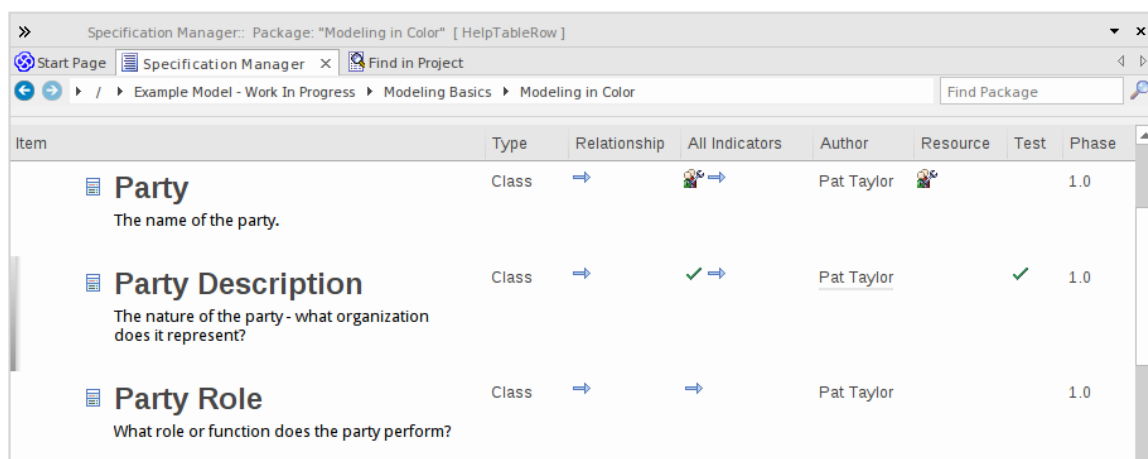 Specification Manager:: Package: "Modeling in Color" [ HelpTableRow ]
Start Page Specification Manager Find in Project
/ Example Model - Work In Progress Modeling Basics Modeling in Color Find Package
Item Type Relationship All Indicators Author Resource Test Phase
Party Class Pat Taylor 1.0
The name of the party.
Party Description Class Pat Taylor 1.0
The nature of the party - what organization
does it represent?
Party Role Class Pat Taylor 1.0
What role or function does the party perform?